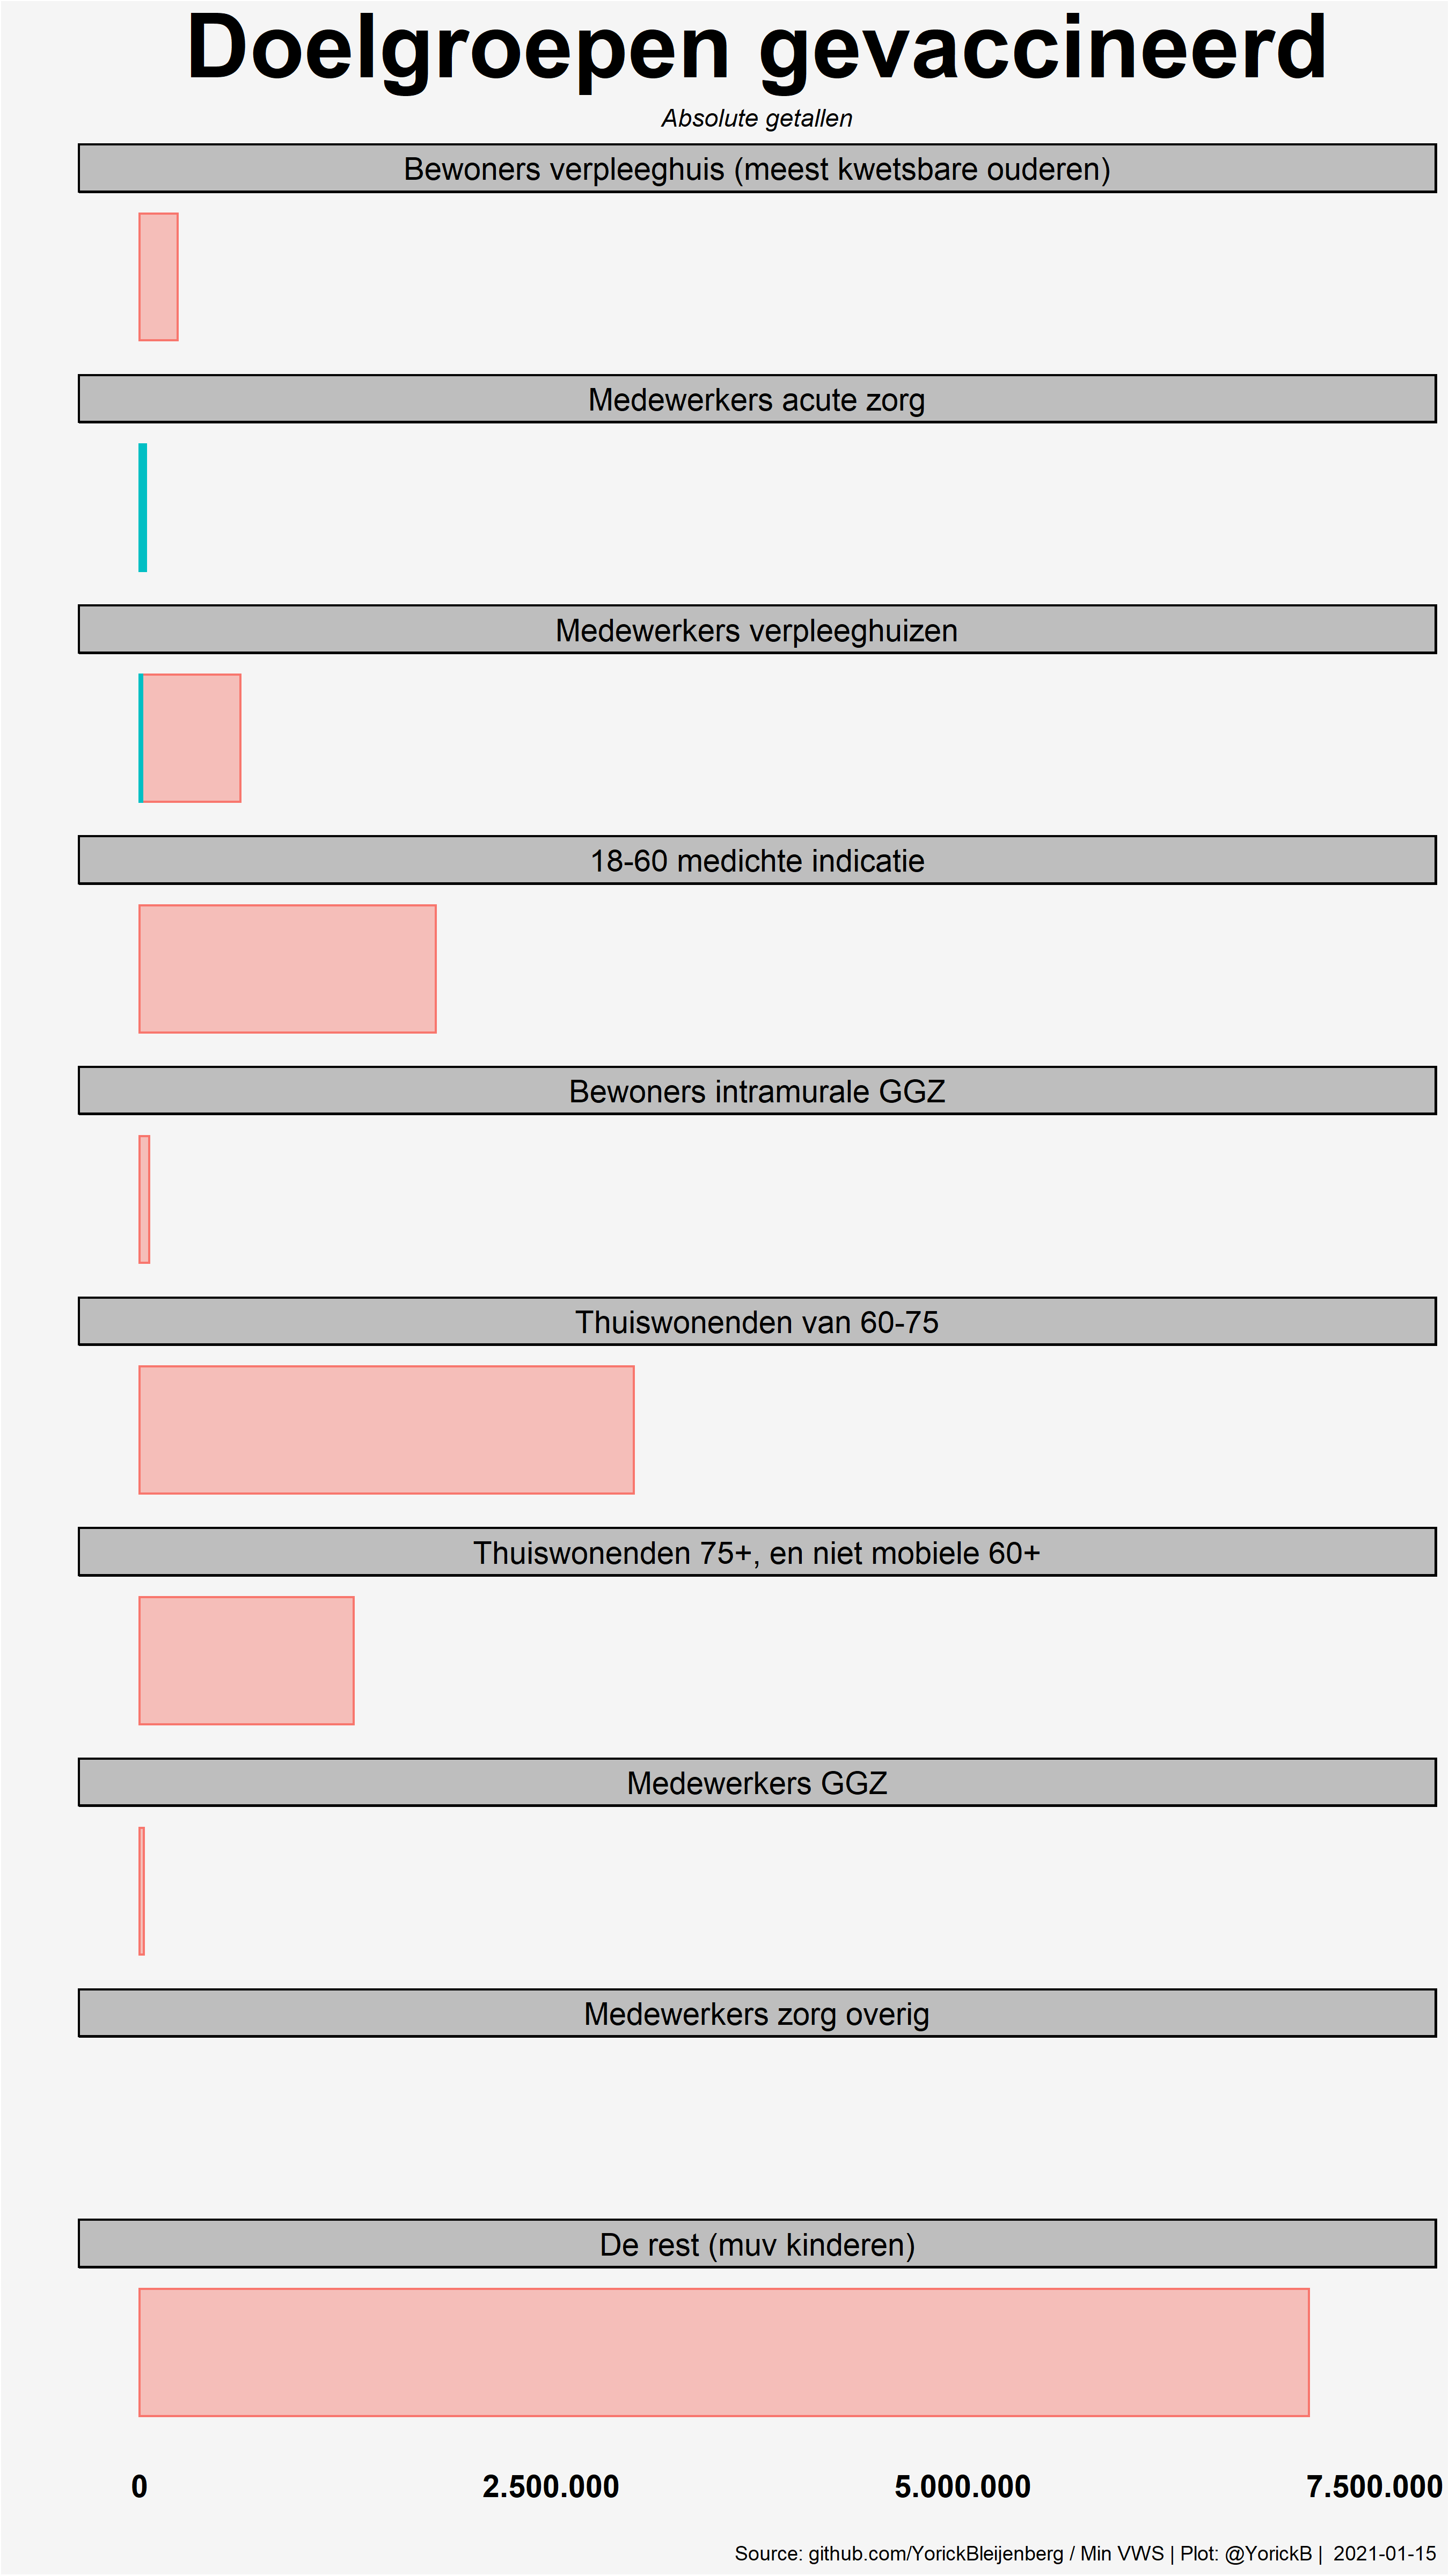 Doelgroepen gevaccineerd
Absolute getallen
Bewoners verpleeghuis (meest kwetsbare ouderen)
Medewerkers acute zorg
Medewerkers verpleeghuizen
18-60 medichte indicatie
Bewoners intramurale GGZ
Thuiswonenden van 60-75
Thuiswonenden 75+, en niet mobiele 60+
Medewerkers GGZ
Medewerkers zorg overig
De rest (muv kinderen)
0 2.500.000 5.000.000 7.500.000
Source: github.com/YorickBleijenberg / Min VWS | Plot: @YorickB | 2021-01-15